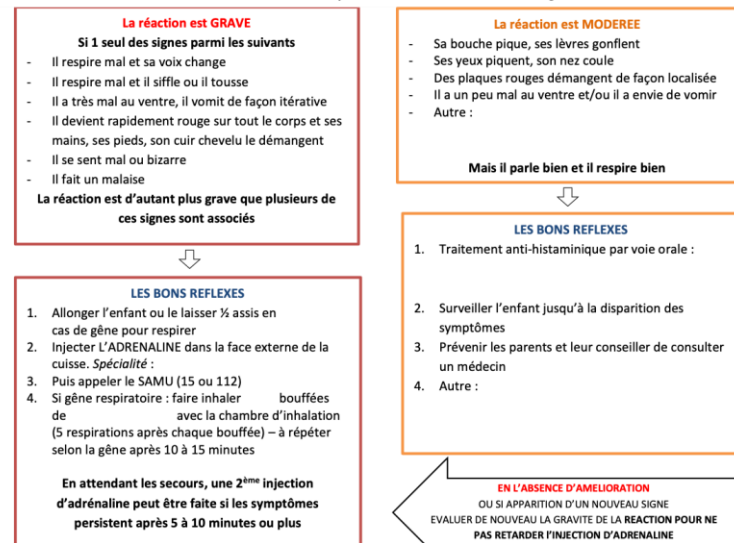 La réaction est GRAVE
Si 1 seul des signes parmi les suivants
- Il respire mal et sa voix change
- Il respire mal et il siffle ou il tousse
- Il a très mal au ventre, il vomit de façon itérative
- Il devient rapidement rouge sur tout le corps et ses
mains, ses pieds, son cuir chevelu le démangent
- Il se sent mal ou bizarre
- Il fait un malaise
La réaction est d'autant plus grave que plusieurs de
ces signes sont associés
LES BONS REFLEXES
1. Allonger l'enfant ou le laisser ½ assis en
cas de gêne pour respirer
2. Injecter L'ADRENALINE dans la face externe de la
cuisse. Spécialité :
3. Puis appeler le SAMU (15 ou 112)
4. Si gêne respiratoire : faire inhaler bouffées
de avec la chambre d'inhalation
(5 respirations après chaque bouffée) – à répéter
selon la gêne après 10 à 15 minutes
En attendant les secours, une 2ème injection
d'adrénaline peut être faite si les symptômes
persistent après 5 à 10 minutes ou plus
La réaction est MODEREE
- Sa bouche pique, ses lèvres gonflent
- Ses yeux piquent, son nez coule
- Des plaques rouges démangent de façon localisée
- Il a un peu mal au ventre et/ou il a envie de vomir
- Autre :
Mais il parle bien et il respire bien
LES BONS REFLEXES
1. Traitement anti-histaminique par voie orale :
2. Surveiller l'enfant jusqu'à la disparition des
symptômes
3. Prévenir les parents et leur conseiller de consulter
un médecin
4. Autre :
EN L'ABSENCE D'AMELIORATION
OU SI APPARITION D'UN NOUVEAU SIGNE
EVALUER DE NOUVEAU LA GRAVITE DE LA REACTION POUR NE
PAS RETARDER l'INJECTION D'ADRENALINE